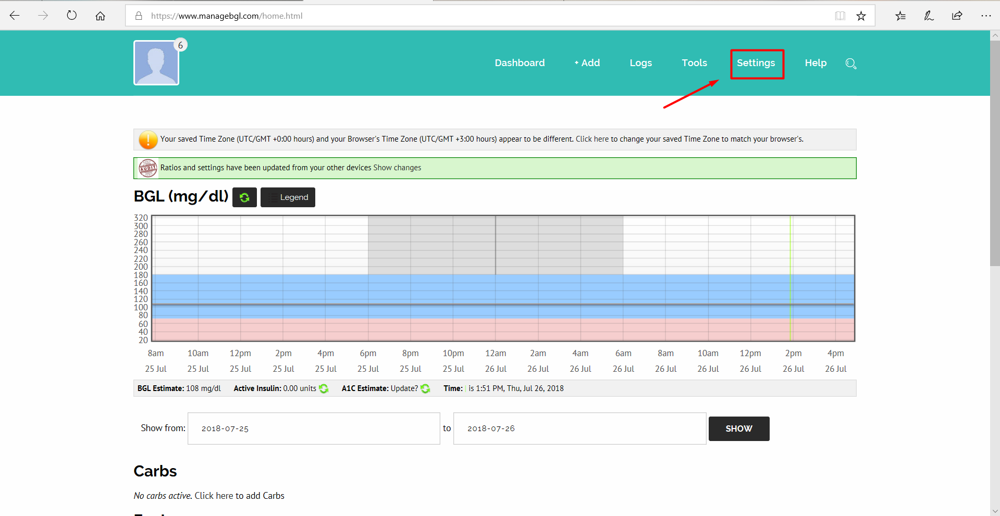 https://www.managebgl.com/home.html
6
Dashboard + Add Logs Tools Settings Help
Your saved Time Zone (UTC/GMT +0:00 hours) and your Browser's Time Zone (UTC/GMT +3:00 hours) appear to be different. Click here to change your saved Time Zone to match your browser's.
AUDIT Ratios and settings have been updated from your other devices Show changes
BGL (mg/dl) Legend
320
300
280
260
240
220
200
180
160
140
120
100
80
60
40
20
8am 10am 12pm 2pm 4pm 6pm 8pm 10pm 12am 2am 4am 6am 8am 10am 12pm 2pm 4pm
25 Jul 25 Jul 25 Jul 25 Jul 25 Jul 25 Jul 25 Jul 25 Jul 26 Jul 26 Jul 26 Jul 26 Jul 26 Jul 26 Jul 26 Jul 26 Jul 26 Jul
BGL Estimate: 108 mg/dl Active Insulin: 0.00 units A1C Estimate: Update? Time: | is 1:51 PM, Thu, Jul 26, 2018
Show from: 2018-07-25 to 2018-07-26 SHOW
Carbs
No carbs active. Click here to add Carbs